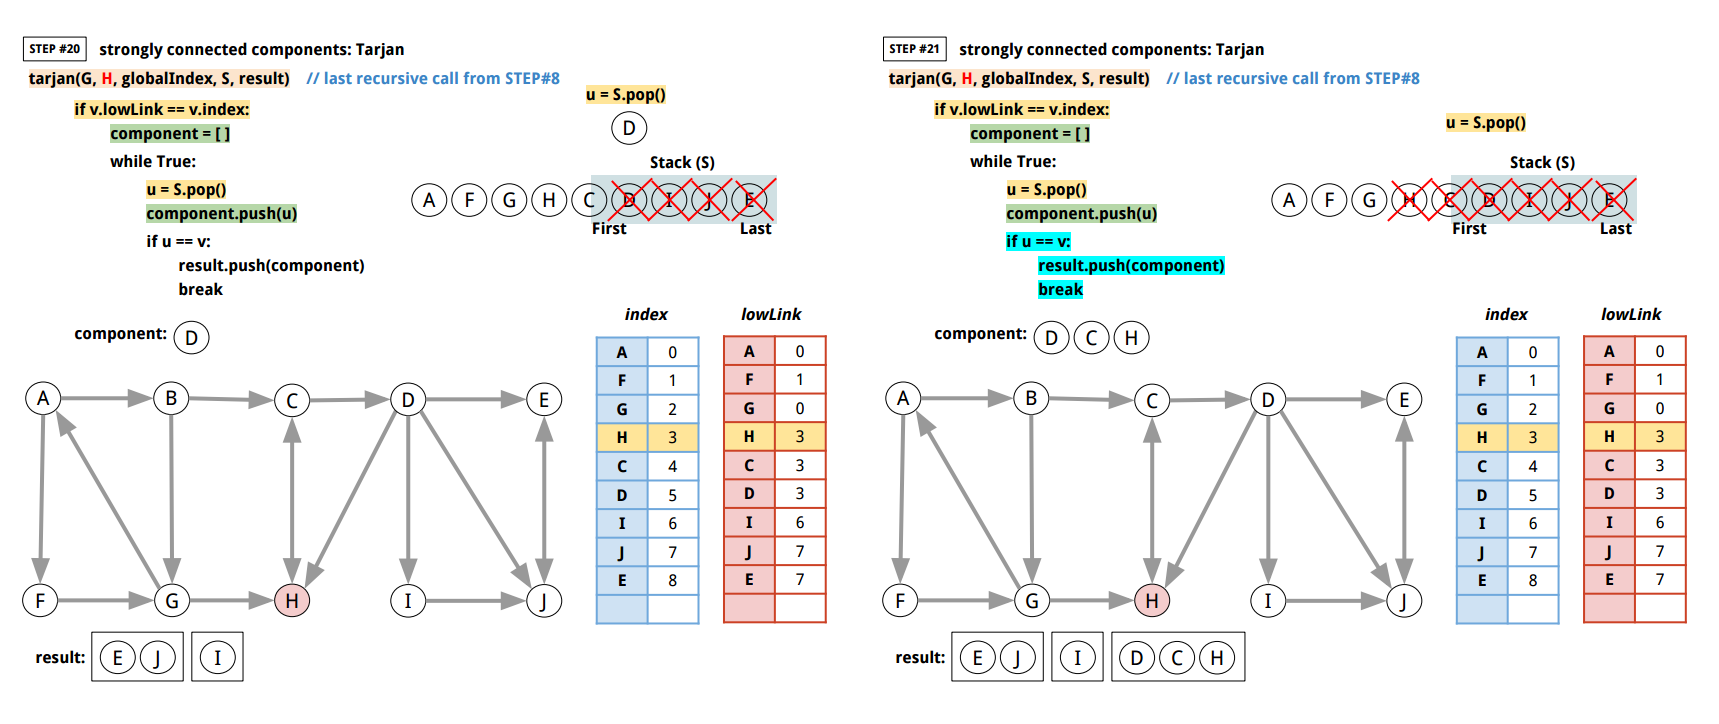 STEP #20 strongly connected components: Tarjan
tarjan(G, H, globalIndex, S, result) // last recursive call from STEP#8
if v.lowLink == v.index:
component = [ ]
while True:
u = S.pop()
component.push(u)
if u == v:
result.push(component)
break
u = S.pop()
D
Stack (S)
A F G H C D I J E
First Last
component: D
index lowLink
A 0 A 0
F 1 F 1
G 2 G 0
H 3 H 3
C 4 C 3
D 5 D 3
I 6 I 6
J 7 J 7
E 8 E 7
A B C D E
F G H I J
result: E J I
STEP #21 strongly connected components: Tarjan
tarjan(G, H, globalIndex, S, result) // last recursive call from STEP#8
if v.lowLink == v.index:
component = [ ]
while True:
u = S.pop()
component.push(u)
if u == v:
result.push(component)
break
u = S.pop()
Stack (S)
A F G H C D I J E
First Last
component: D C H
index lowLink
A 0 A 0
F 1 F 1
G 2 G 0
H 3 H 3
C 4 C 3
D 5 D 3
I 6 I 6
J 7 J 7
E 8 E 7
A B C D E
F G H I J
result: E J I D C H